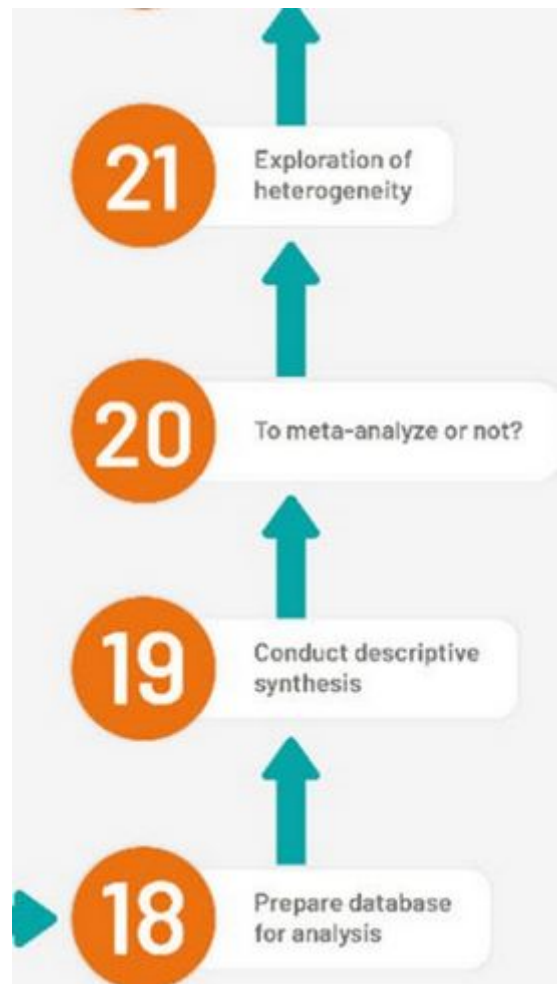 21
Exploration of
heterogeneity
20
To meta-analyze or not?
19
Conduct descriptive
synthesis
18
Prepare database
for analysis